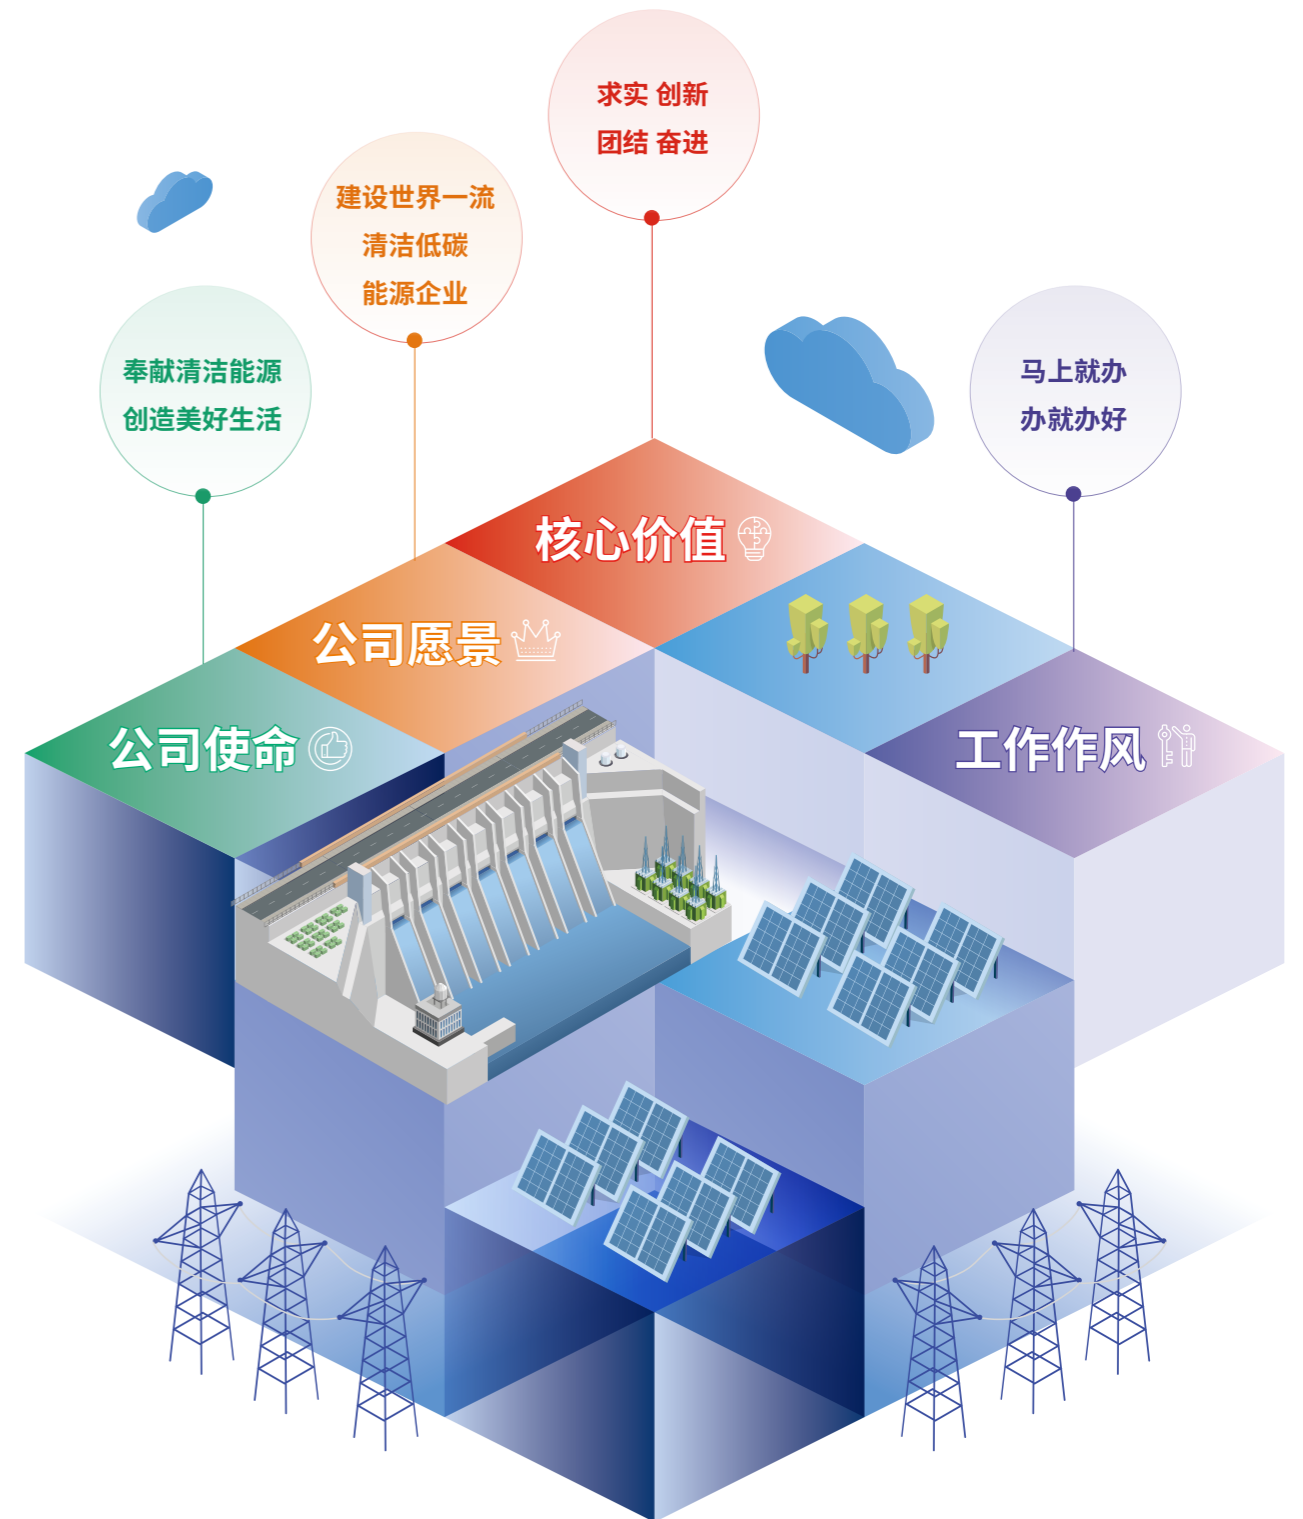 求实 创新
团结 奋进
建设世界一流
清洁低碳
能源企业
奉献清洁能源
创造美好生活
马上就办
办就办好
核心价值
公司愿景
公司使命
工作作风